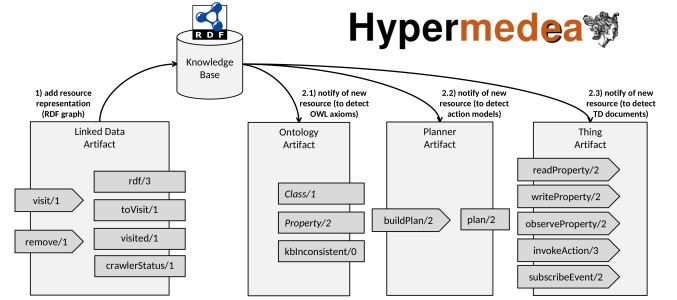 RDF
Hypermedea
Knowledge
Base
1) add resource
representation
(RDF graph)
2.1) notify of new
resource (to detect
OWL axioms)
2.2) notify of new
resource (to detect
action models)
2.3) notify of new
resource (to detect
TD documents)
Linked Data
Artifact
visit/1
remove/1
rdf/3
toVisit/1
visited/1
crawlerStatus/1
Ontology
Artifact
Class/1
Property/2
kbInconsistent/0
Planner
Artifact
buildPlan/2
plan/2
Thing
Artifact
readProperty/2
writeProperty/2
observeProperty/2
invokeAction/3
subscribeEvent/2